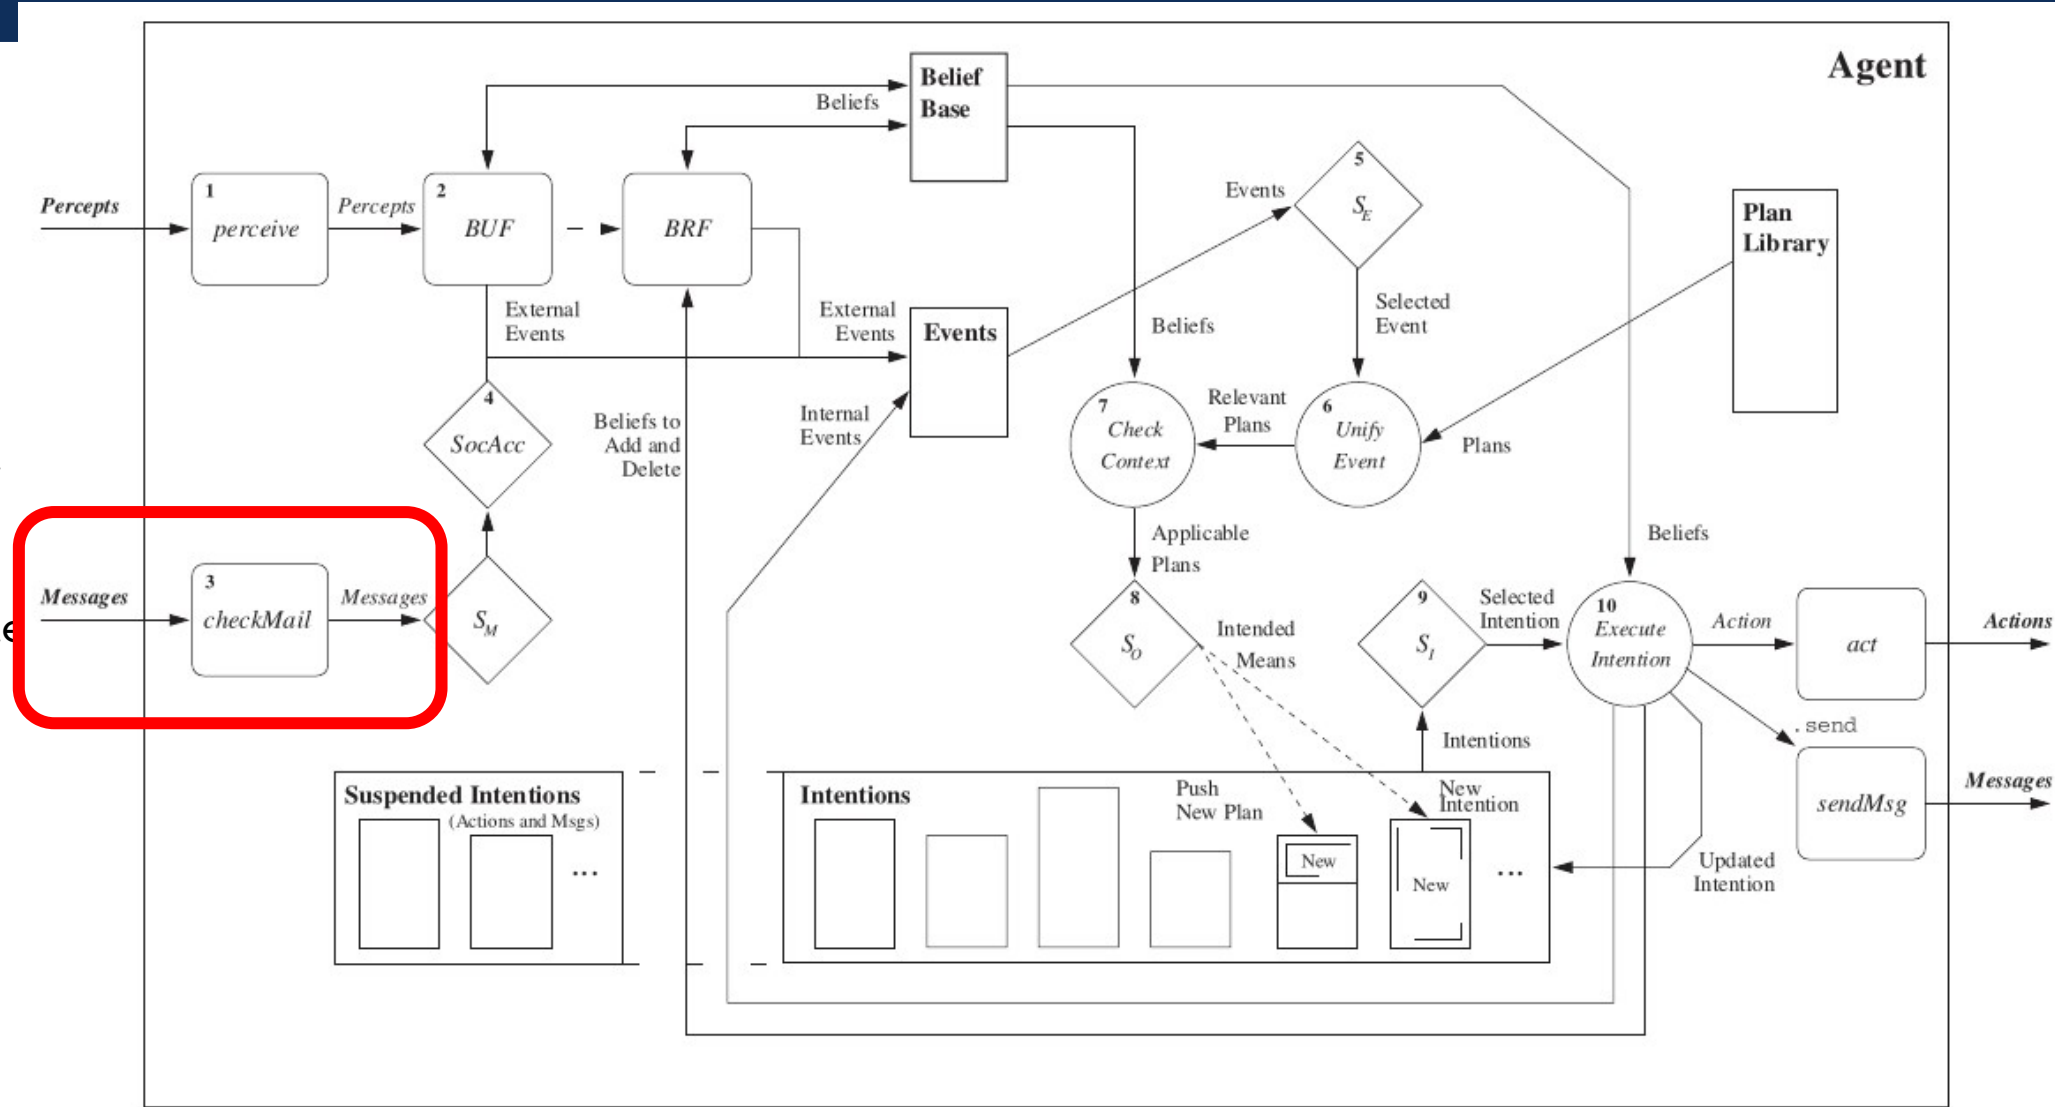 Agent
Belief
Base
Beliefs
Percepts
1
perceive
Percepts
2
BUF
BRF
5
S_E
Events
Plan
Library
External
Events
External
Events
Events
Beliefs
Selected
Event
4
SocAcc
Beliefs to
Add and
Delete
Internal
Events
7
Check
Context
Relevant
Plans
6
Unify
Event
Plans
Messages
3
checkMail
Messages
S_M
Applicable
Plans
8
S_O
Intended
Means
9
S_I
Selected
Intention
Beliefs
10
Execute
Intention
Action
act
Actions
.send
sendMsg
Messages
Intentions
Suspended Intentions
(Actions and Msgs)
...
Intentions
Push
New Plan
New
Intention
New
New
...
Updated
Intention